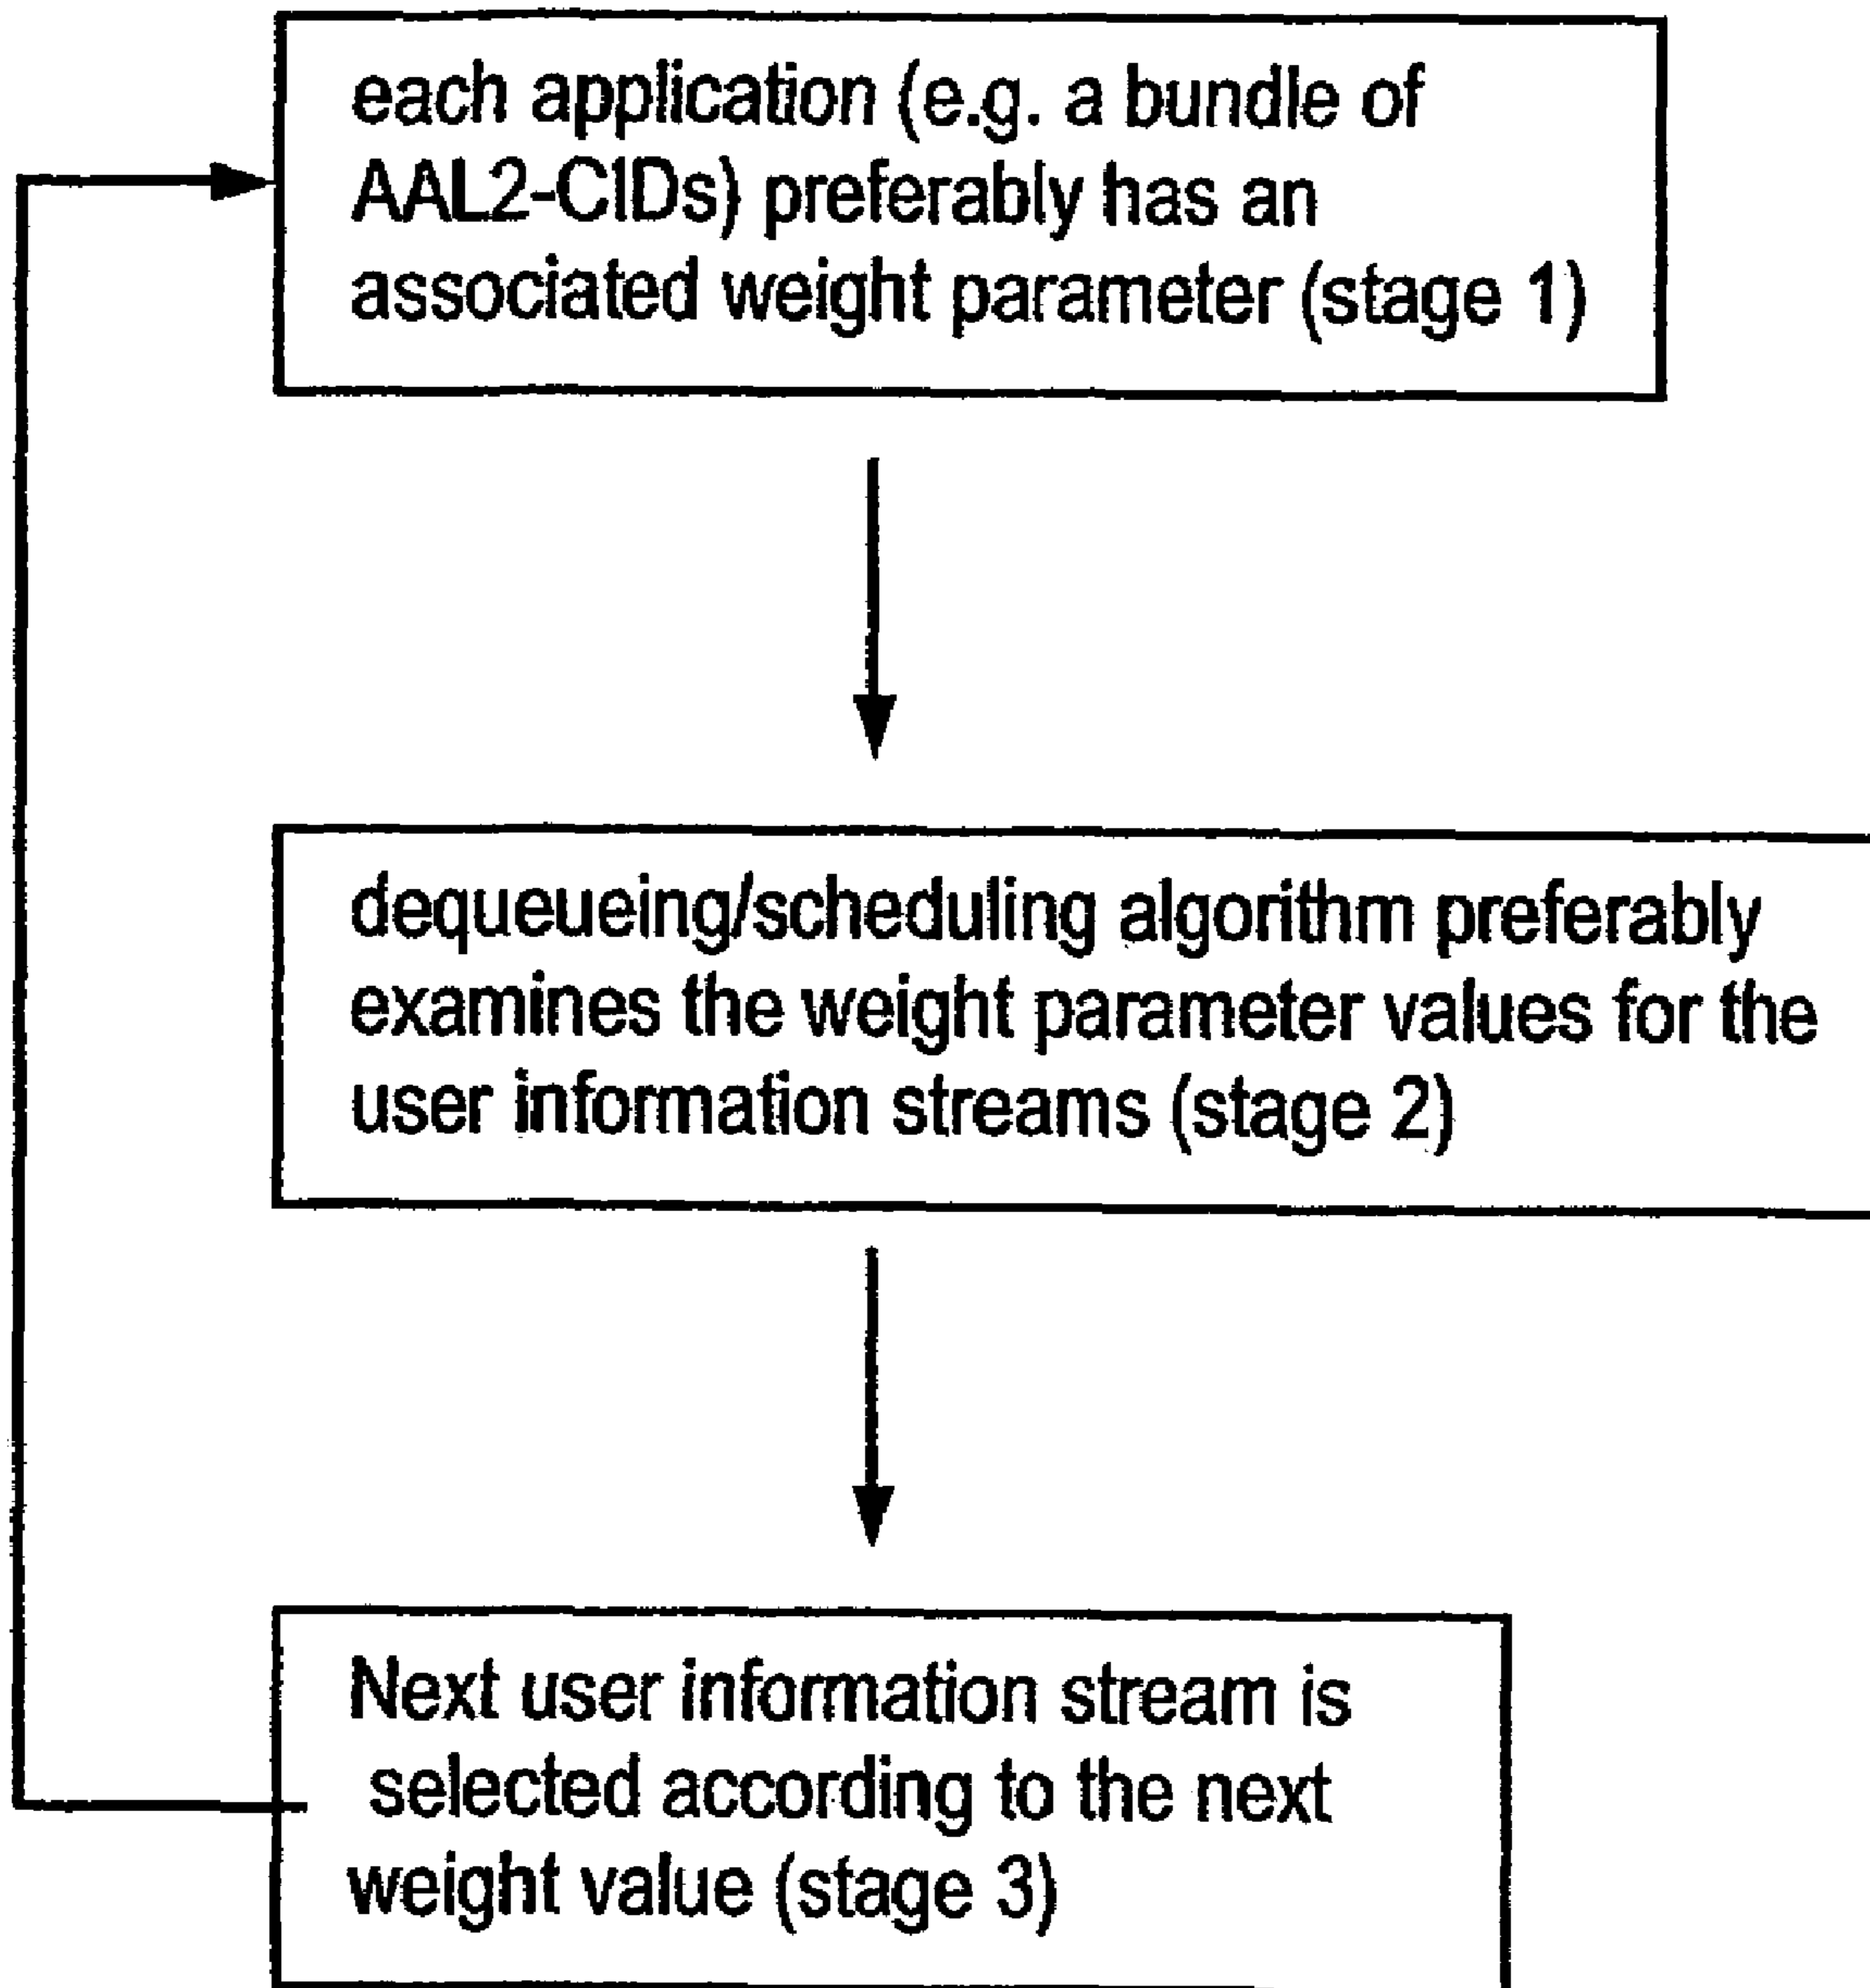 each application (e.g. a bundle of
AAL2-CIDs) preferably has an
associated weight parameter (stage 1)
dequeueing/scheduling algorithm preferably
examines the weight parameter values for the
user information streams (stage 2)
Next user information stream is
selected according to the next
weight value (stage 3)